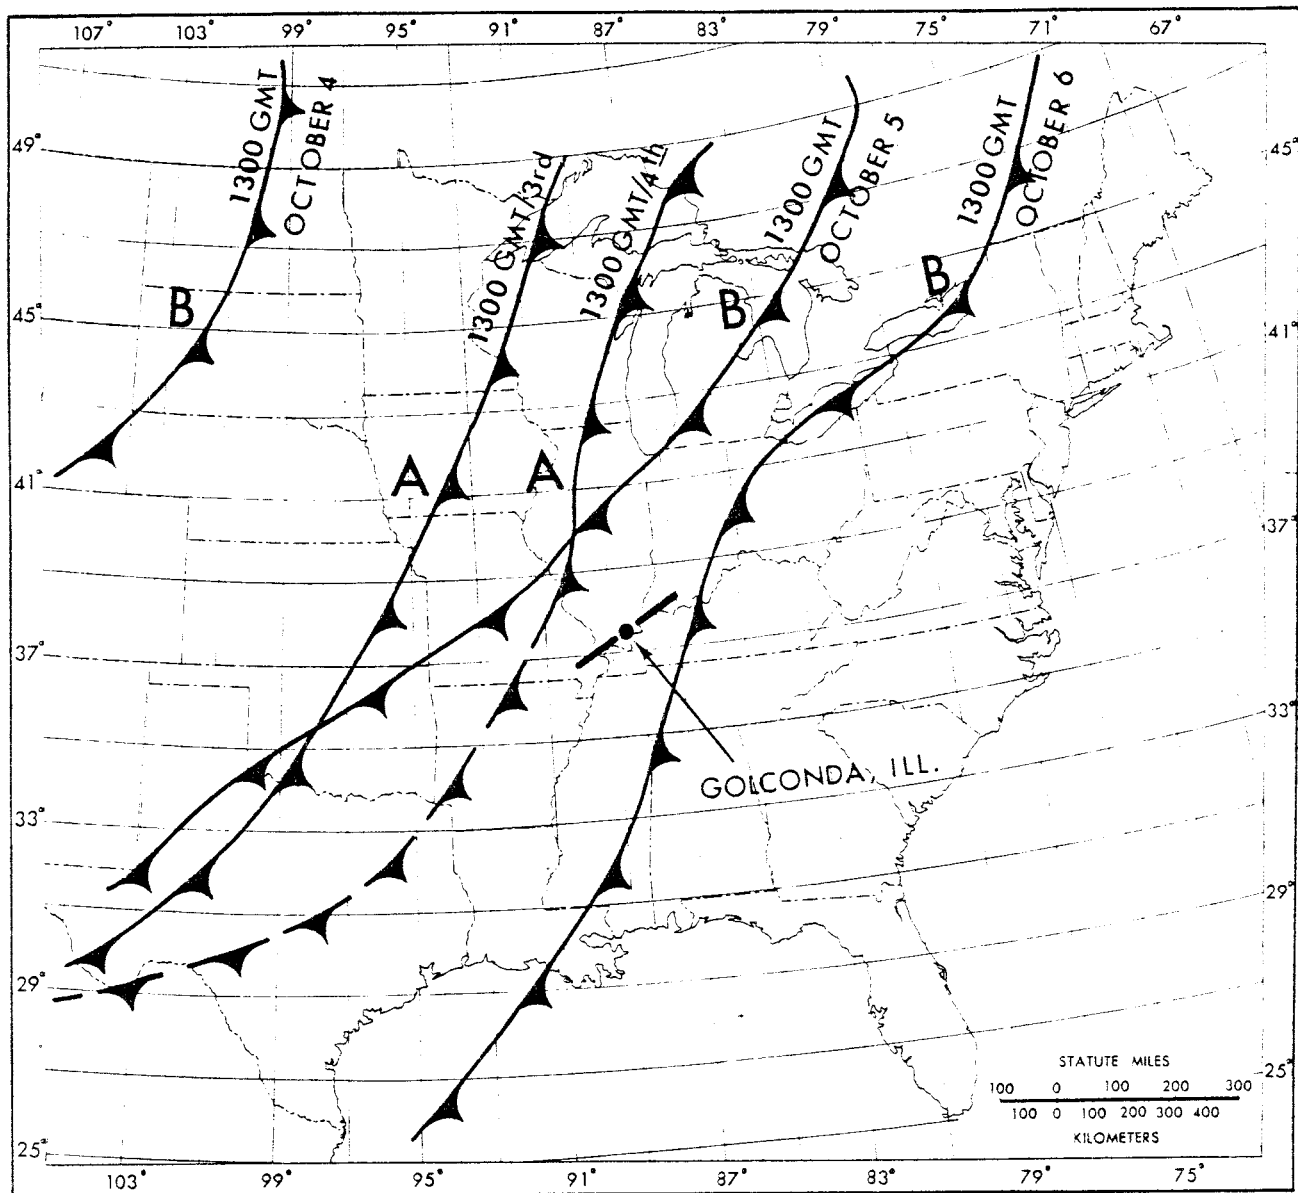 107° 103° 99° 95° 91° 87° 83° 79° 75° 71° 67°
49°
45°
41°
37°
33°
29°
25°
45°
41°
37°
33°
29°
25°
1300 GMT
OCTOBER 4
B
1300 GMT/3rd
A
1300 GMT/4th
A
1300 GMT
OCTOBER 5
B
1300 GMT
OCTOBER 6
B
GOLCONDA, ILL.
STATUTE MILES
100 0 100 200 300
100 0 100 200 300 400
KILOMETERS
103° 99° 95° 91° 87° 83° 79° 75°